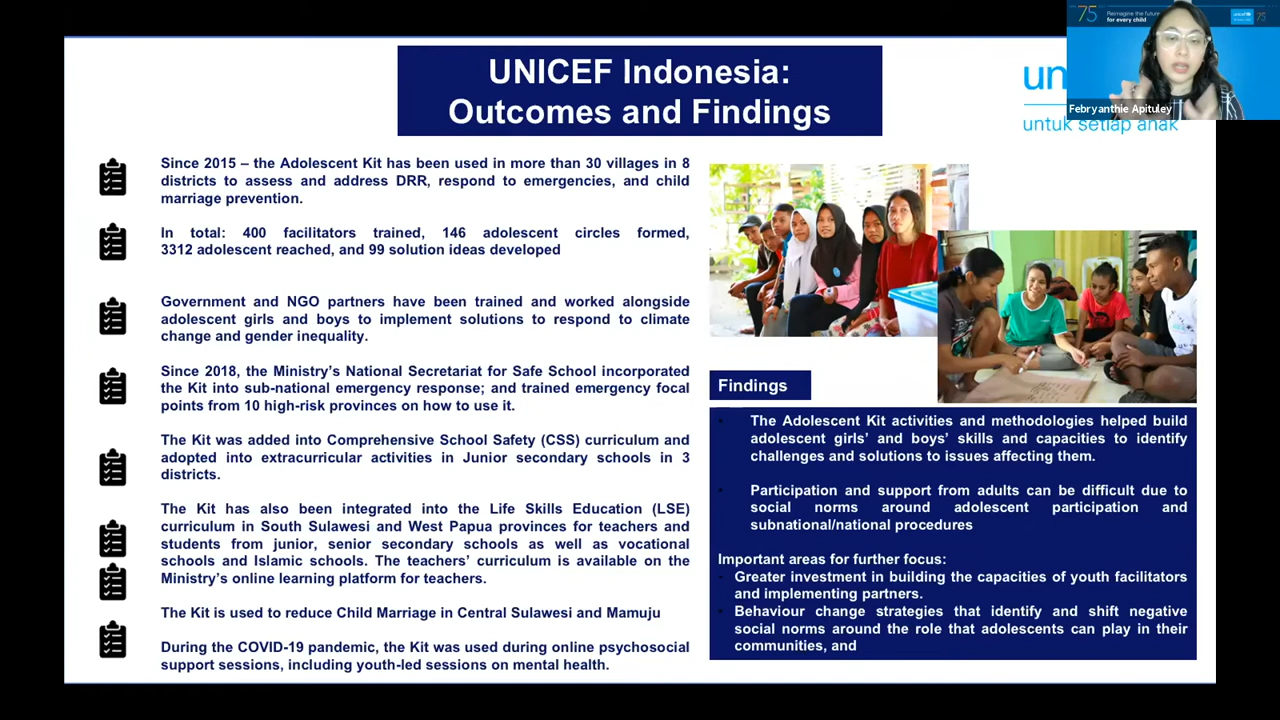 UNICEF Indonesia:
Outcomes and Findings
75
Reimagine the future
for every child
unicef
75
Febryanthie Apituley
un
untuk setiap anak
Since 2015 – the Adolescent Kit has been used in more than 30 villages in 8
districts to assess and address DRR, respond to emergencies, and child
marriage prevention.
In total: 400 facilitators trained, 146 adolescent circles formed,
3312 adolescent reached, and 99 solution ideas developed
Government and NGO partners have been trained and worked alongside
adolescent girls and boys to implement solutions to respond to climate
change and gender inequality.
Since 2018, the Ministry's National Secretariat for Safe School incorporated
the Kit into sub-national emergency response; and trained emergency focal
points from 10 high-risk provinces on how to use it.
The Kit was added into Comprehensive School Safety (CSS) curriculum and
adopted into extracurricular activities in Junior secondary schools in 3
districts.
The Kit has also been integrated into the Life Skills Education (LSE)
curriculum in South Sulawesi and West Papua provinces for teachers and
students from junior, senior secondary schools as well as vocational
schools and Islamic schools. The teachers' curriculum is available on the
Ministry's online learning platform for teachers.
The Kit is used to reduce Child Marriage in Central Sulawesi and Mamuju
During the COVID-19 pandemic, the Kit was used during online psychosocial
support sessions, including youth-led sessions on mental health.
Findings
The Adolescent Kit activities and methodologies helped build
adolescent girls' and boys' skills and capacities to identify
challenges and solutions to issues affecting them.
Participation and support from adults can be difficult due to
social norms around adolescent participation and
subnational/national procedures
Important areas for further focus:
Greater investment in building the capacities of youth facilitators
and implementing partners.
Behaviour change strategies that identify and shift negative
social norms around the role that adolescents can play in their
communities, and